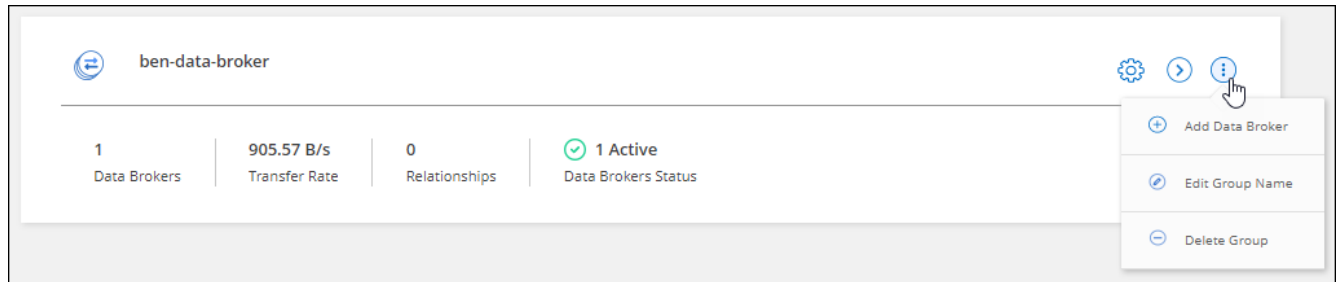 ben-data-broker
Add Data Broker
1 905.57 B/s 0 1 Active
Data Brokers Transfer Rate Relationships Data Brokers Status
Edit Group Name
Delete Group